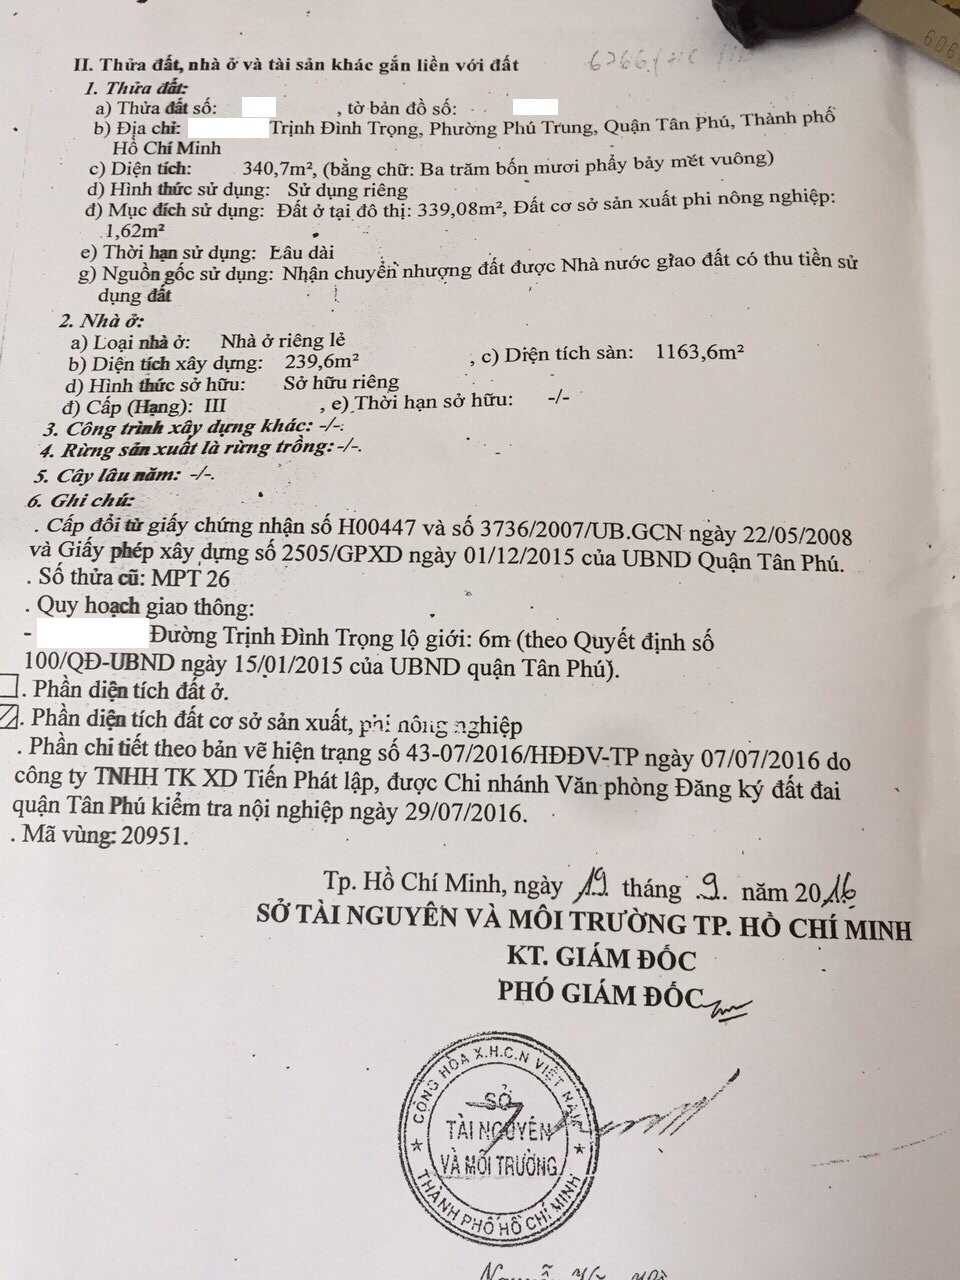 II. Thửa đất, nhà ở và tài sản khác gắn liền với đất
1. Thửa đất:
a) Thửa đất số: , tờ bản đồ số:
b) Địa chỉ: Trịnh Đình Trọng, Phường Phú Trung, Quận Tân Phú, Thành phố
Hồ Chí Minh
c) Diện tích: 340,7m², (bằng chữ: Ba trăm bốn mươi phẩy bảy mét vuông)
d) Hình thức sử dụng: Sử dụng riêng
đ) Mục đích sử dụng: Đất ở tại đô thị: 339,08m², Đất cơ sở sản xuất phi nông nghiệp:
1,62m²
e) Thời hạn sử dụng: Lâu dài
g) Nguồn gốc sử dụng: Nhận chuyển nhượng đất được Nhà nước giao đất có thu tiền sử
dụng đất
2. Nhà ở:
a) Loại nhà ở: Nhà ở riêng lẻ
b) Diện tích xây dựng: 239,6m² , c) Diện tích sàn: 1163,6m²
d) Hình thức sở hữu: Sở hữu riêng
đ) Cấp (Hạng): III , e) Thời hạn sở hữu: -/-
3. Công trình xây dựng khác: -/-.
4. Rừng sản xuất là rừng trồng: -/-.
5. Cây lâu năm: -/-.
6. Ghi chú:
. Cấp đổi từ giấy chứng nhận số H00447 và số 3736/2007/UB.GCN ngày 22/05/2008
và Giấy phép xây dựng số 2505/GPXD ngày 01/12/2015 của UBND Quận Tân Phú.
. Số thửa cũ: MPT 26
. Quy hoạch giao thông:
- Đường Trịnh Đình Trọng lộ giới: 6m (theo Quyết định số
100/QĐ-UBND ngày 15/01/2015 của UBND quận Tân Phú).
. Phần diện tích đất ở.
. Phần diện tích đất cơ sở sản xuất, phi nông nghiệp
. Phần chi tiết theo bản vẽ hiện trạng số 43-07/2016/HĐĐV-TP ngày 07/07/2016 do
công ty TNHH TK XD Tiến Phát lập, được Chi nhánh Văn phòng Đăng ký đất đai
quận Tân Phú kiểm tra nội nghiệp ngày 29/07/2016.
. Mã vùng: 20951.
Tp. Hồ Chí Minh, ngày 19 tháng 9 năm 2016
SỞ TÀI NGUYÊN VÀ MÔI TRƯỜNG TP. HỒ CHÍ MINH
KT. GIÁM ĐỐC
PHÓ GIÁM ĐỐC
CỘNG HÒA X.H.C.N VIỆT NAM
SỞ
TÀI NGUYÊN
VÀ MÔI TRƯỜNG
THÀNH PHỐ HỒ CHÍ MINH
Nguyễn
606